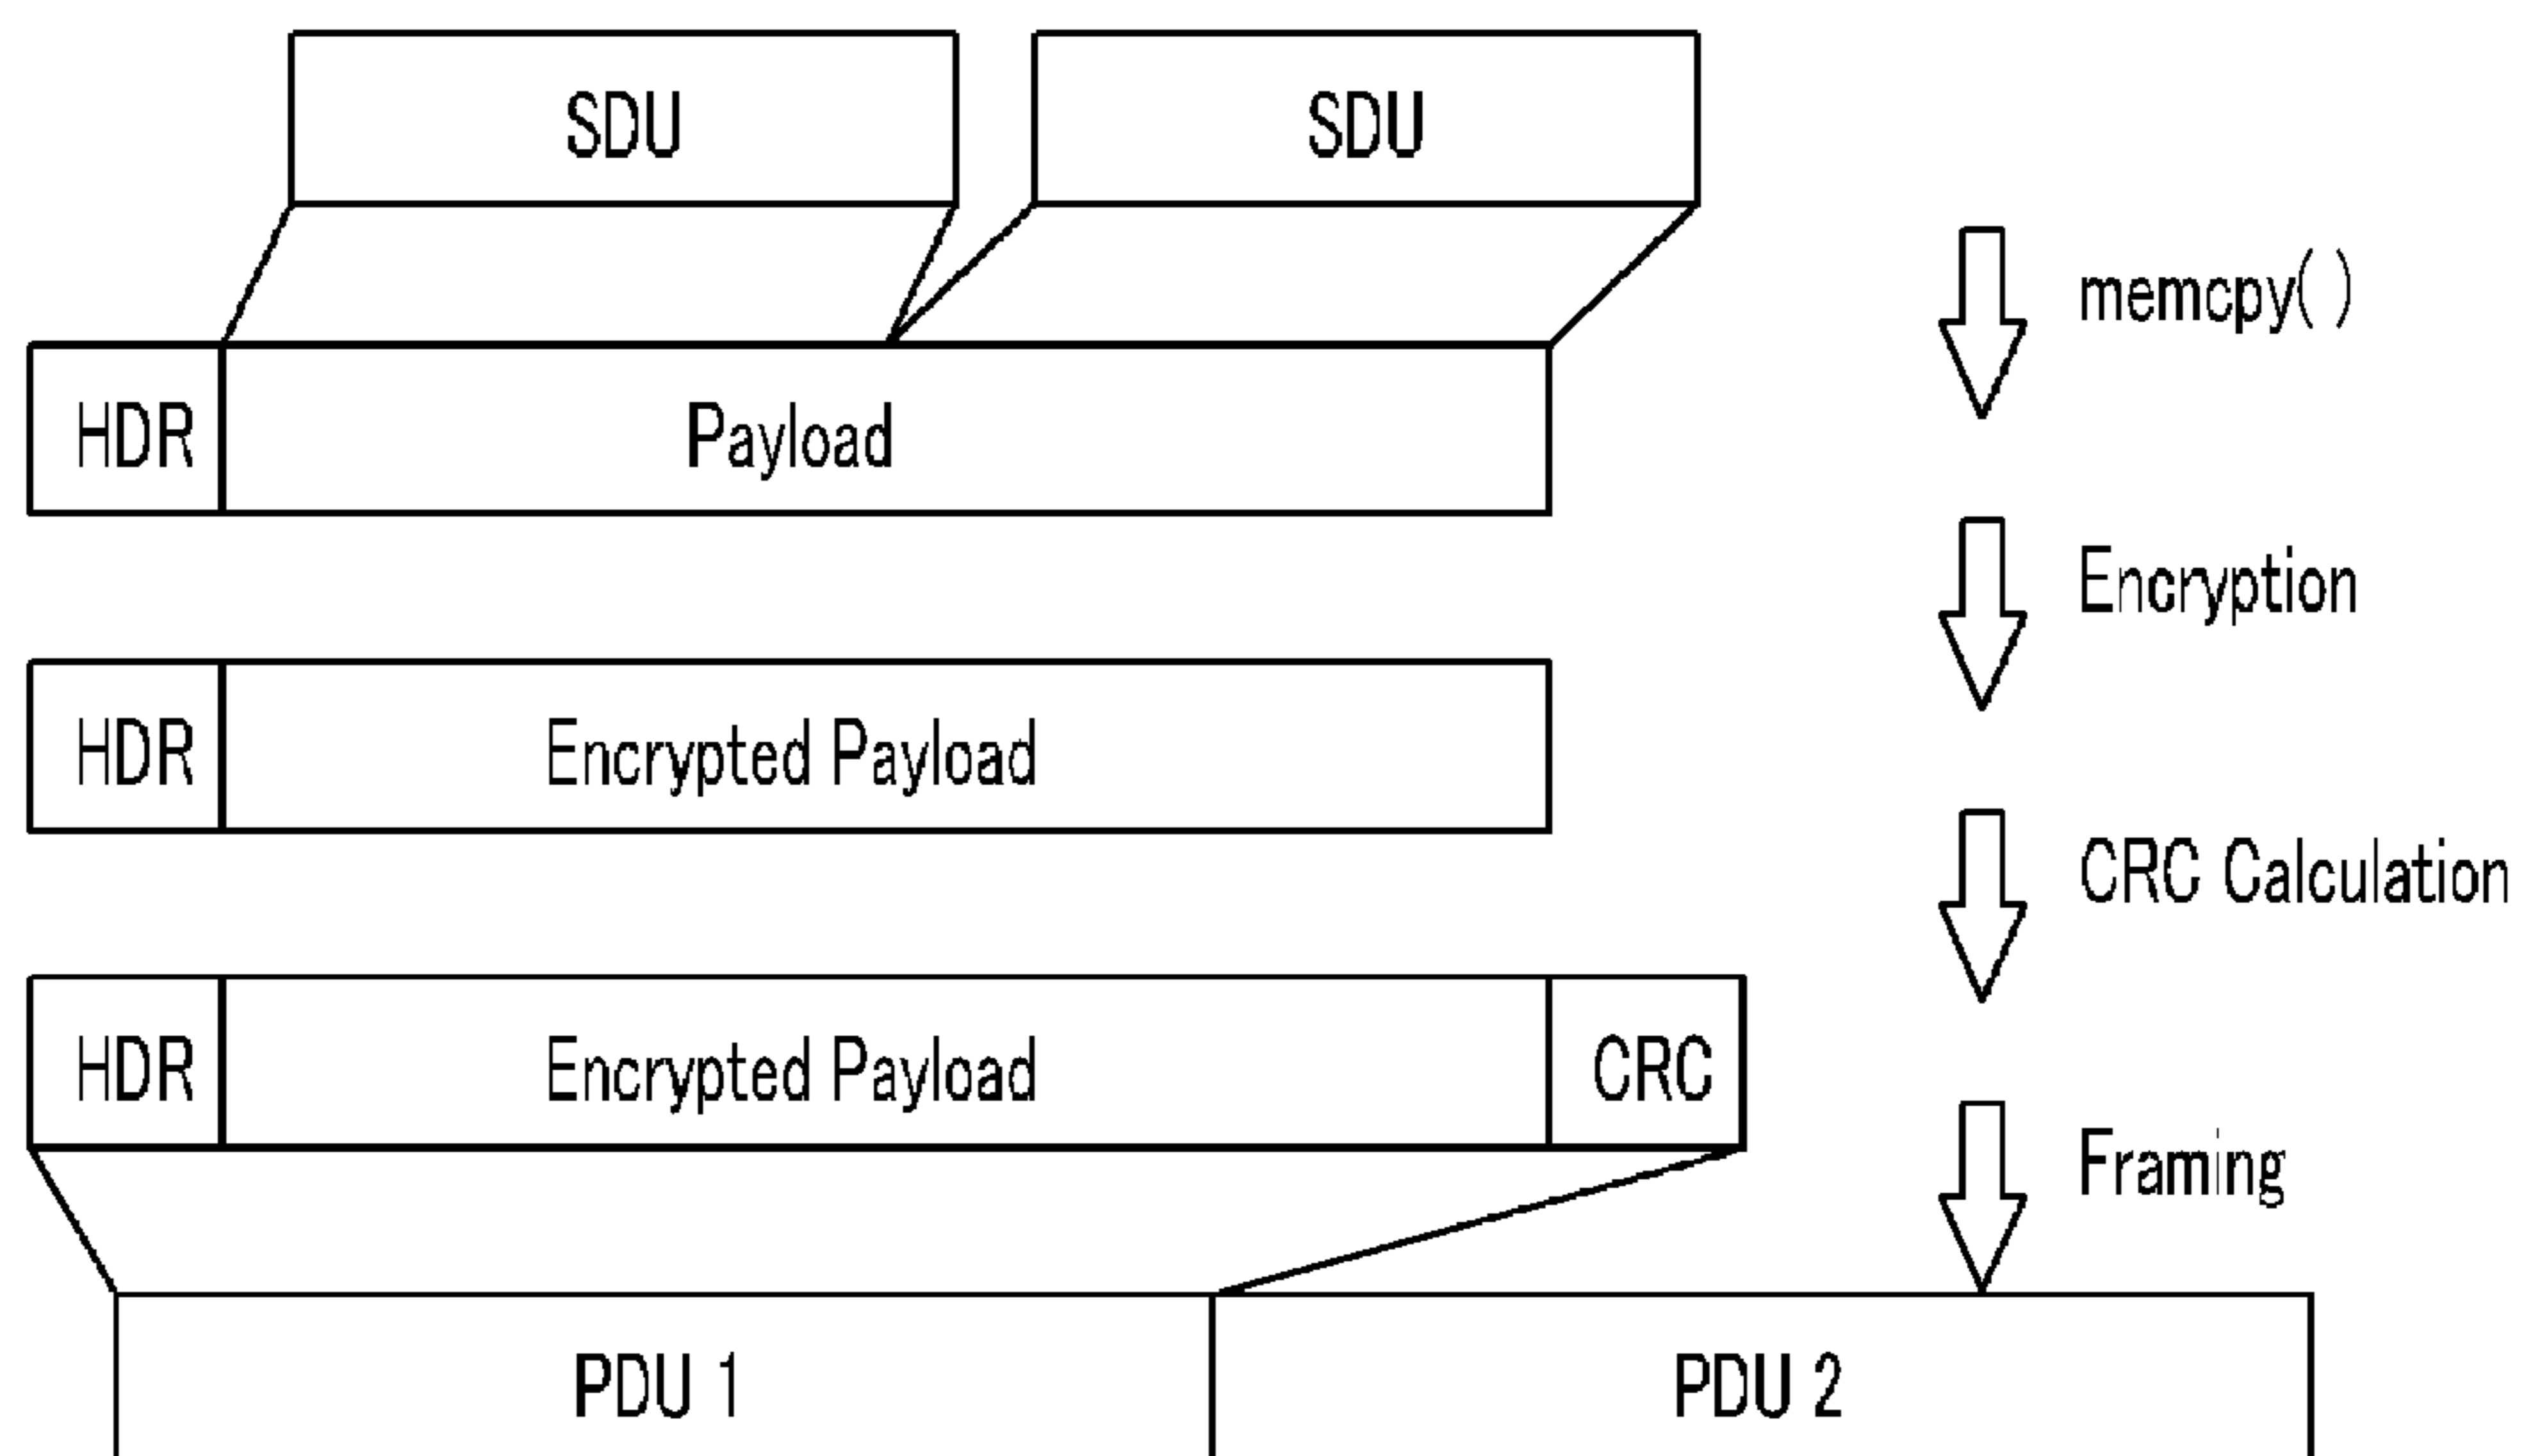 SDU SDU
memcpy( )
HDR Payload
Encryption
HDR Encrypted Payload
CRC Calculation
HDR Encrypted Payload CRC
Framing
PDU 1 PDU 2